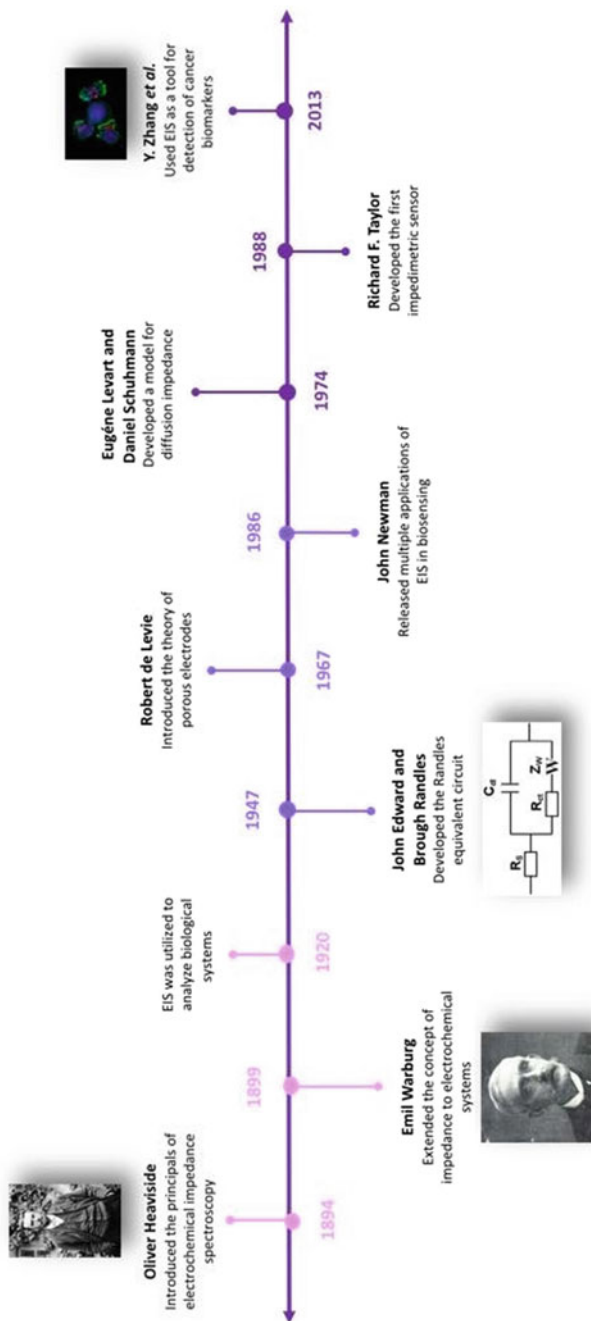 Oliver Heaviside
Introduced the principals of
electrochemical impedance
spectroscopy
1894
1899
Emil Warburg
Extended the concept of
impedance to electrochemical
systems
EIS was utilized to
analyze biological
systems
1920
1947
John Edward and
Brough Randles
Developed the Randles
equivalent circuit
Rs
Cdl
Rct
Zw
W
Robert de Levie
Introduced the theory of
porous electrodes
1967
1986
John Newman
Released multiple applications of
EIS in biosensing
Eugéne Levart and
Daniel Schuhmann
Developed a model for
diffusion impedance
1974
1988
Richard F. Taylor
Developed the first
impedimetric sensor
Y. Zhang et al.
Used EIS as a tool for
detection of cancer
biomarkers
2013